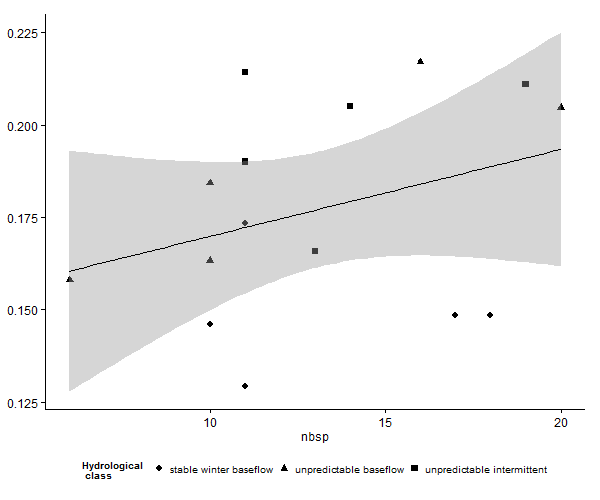 0.225
0.200
0.175
0.150
0.125
10 15 20
nbsp
Hydrological
class
stable winter baseflow unpredictable baseflow unpredictable intermittent